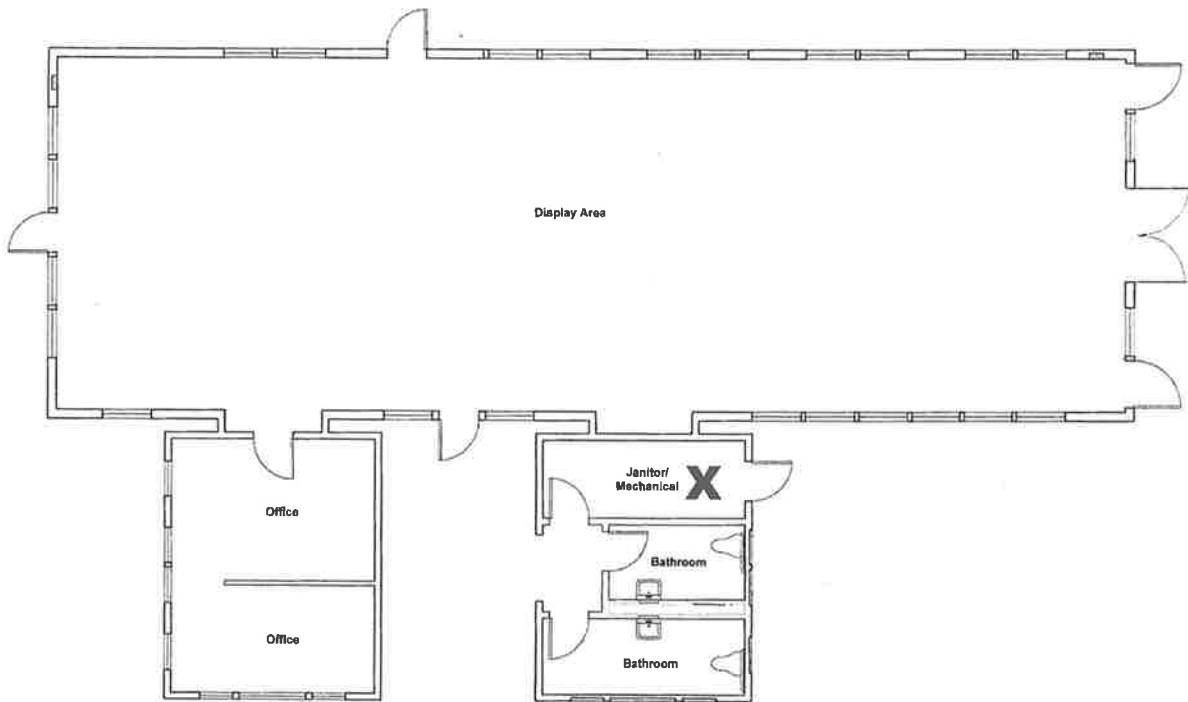 Display Area
Janitor/
Mechanical
X
Office
Bathroom
Office
Bathroom